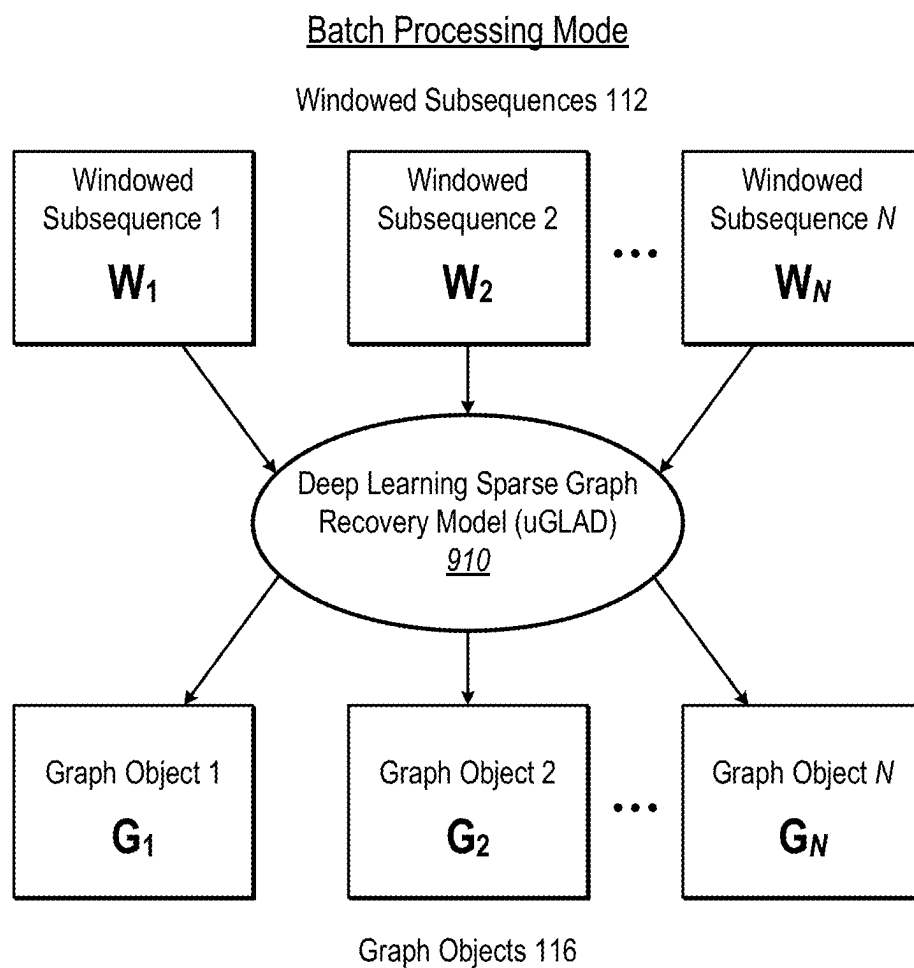 Batch Processing Mode
Windowed Subsequences 112
Windowed
Subsequence 1
W1
Windowed
Subsequence 2
W2
...
Windowed
Subsequence N
WN
Deep Learning Sparse Graph
Recovery Model (uGLAD)
910
Graph Object 1
G1
Graph Object 2
G2
...
Graph Object N
GN
Graph Objects 116